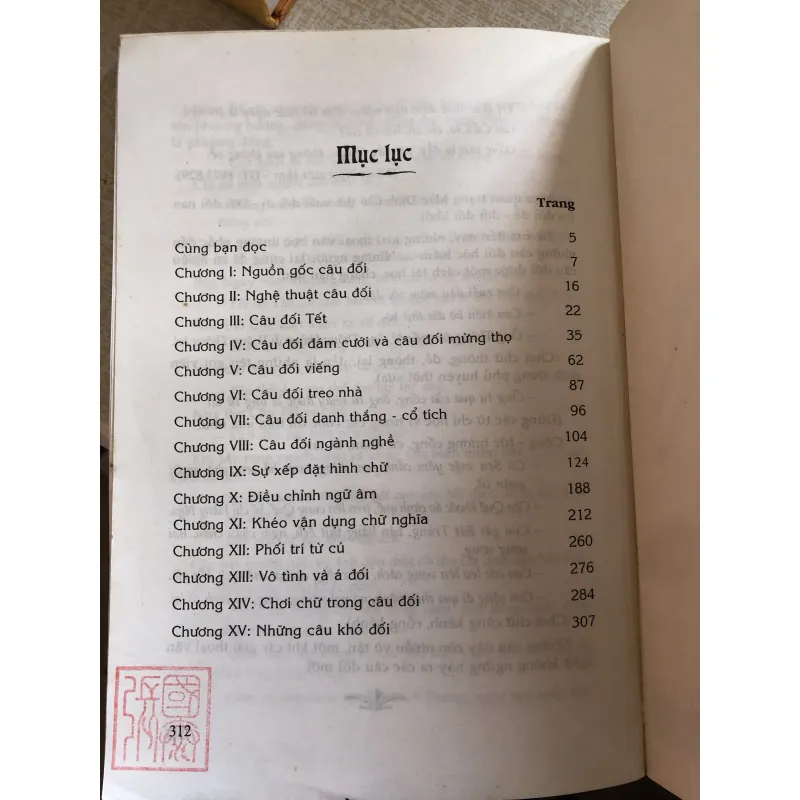 Mục lục
Trang
Cùng bạn đọc 5
Chương I: Nguồn gốc câu đối 7
Chương II: Nghệ thuật câu đối 16
Chương III: Câu đối Tết 22
Chương IV: Câu đối đám cưới và câu đối mừng thọ 35
Chương V: Câu đối viếng 62
Chương VI: Câu đối treo nhà 87
Chương VII: Câu đối danh thắng - cổ tích 96
Chương VIII: Câu đối ngành nghề 104
Chương IX: Sự xếp đặt hình chữ 124
Chương X: Điều chỉnh ngữ âm 188
Chương XI: Khéo vận dụng chữ nghĩa 212
Chương XII: Phối trí từ cú 260
Chương XIII: Vô tình và á đối 276
Chương XIV: Chơi chữ trong câu đối 284
Chương XV: Những câu khó đối 307
312